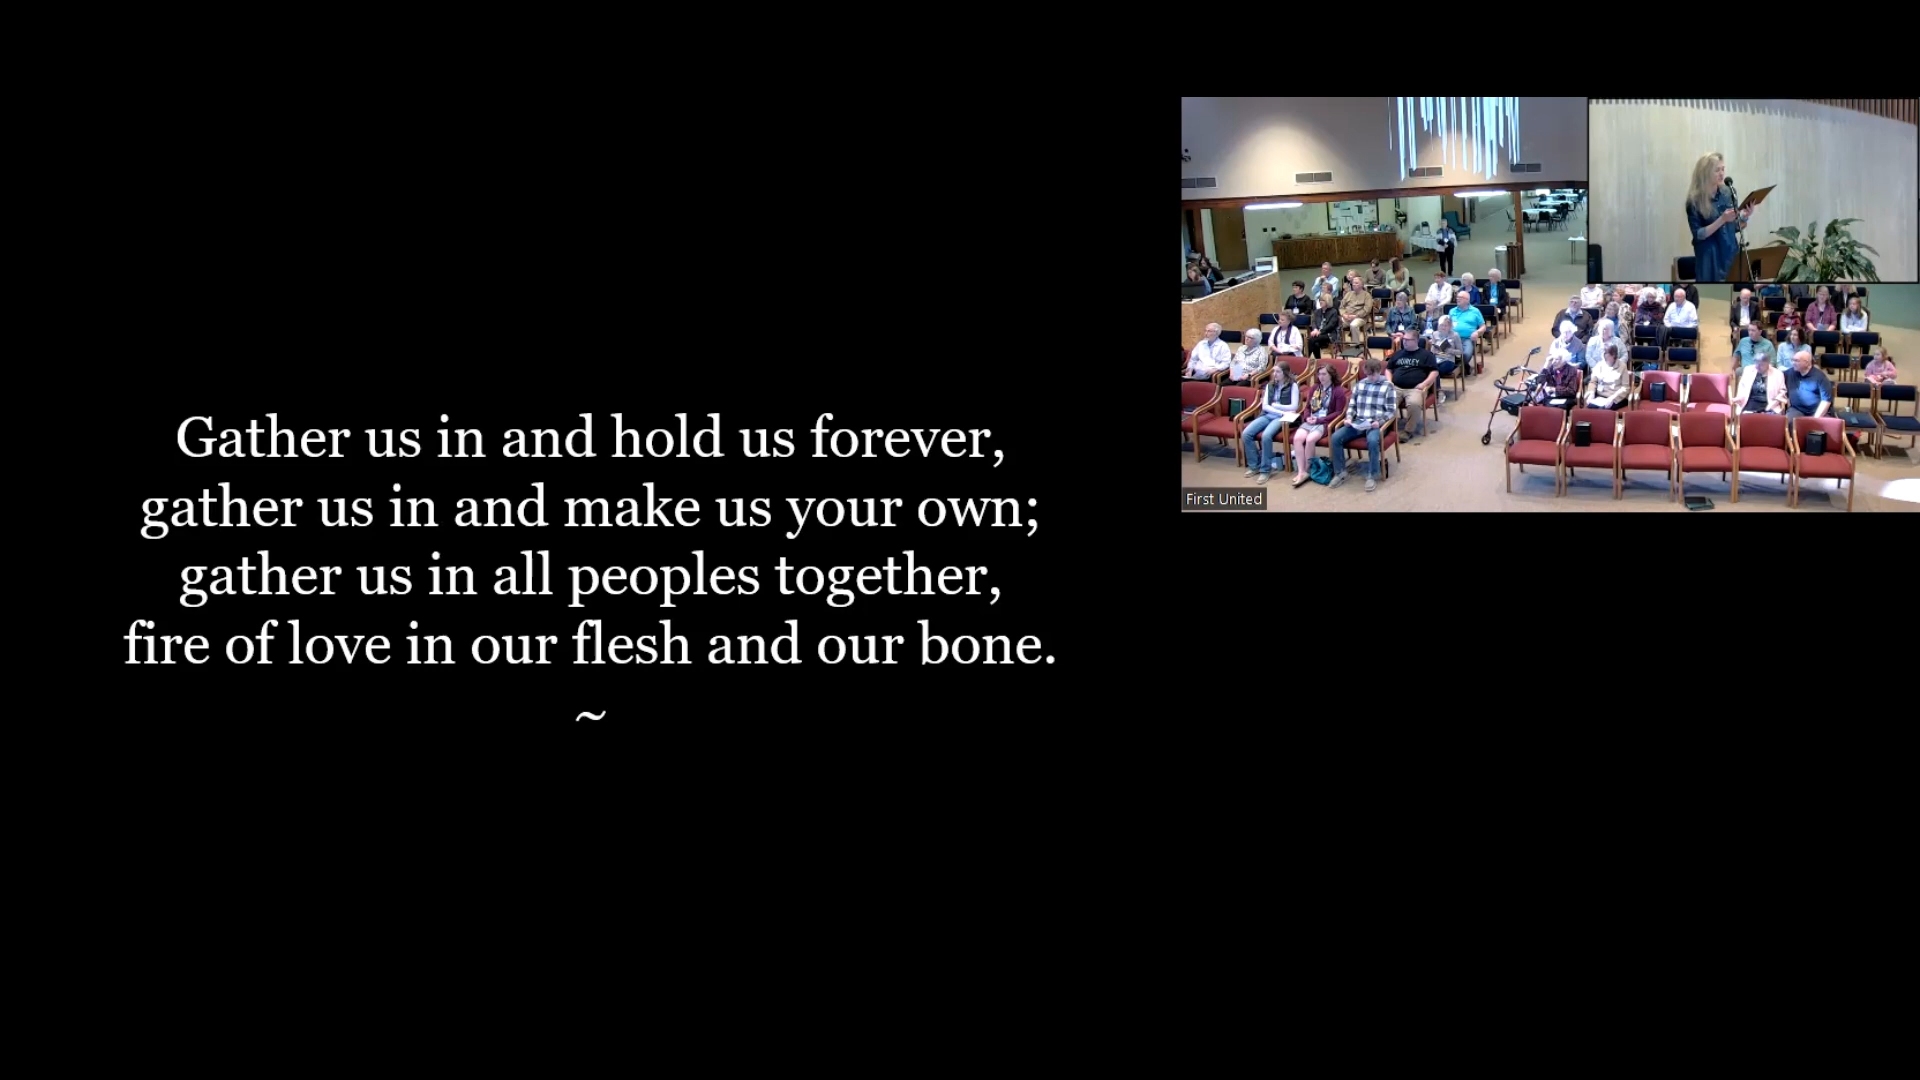 Gather us in and hold us forever,
gather us in and make us your own;
gather us in all peoples together,
fire of love in our flesh and our bone.
~
First United
HURLEY